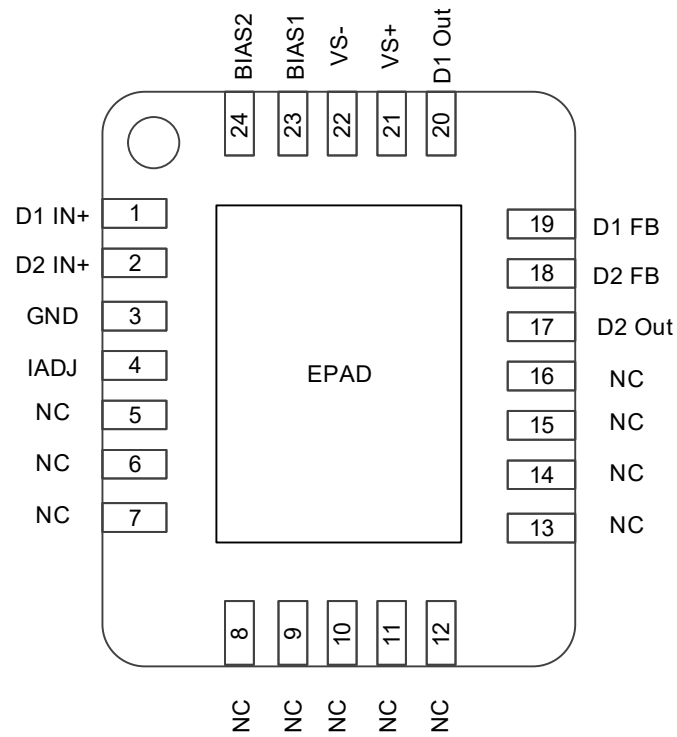 BIAS2
BIAS1
VS-
VS+
D1 Out
24
23
22
21
20
D1 IN+
1
D2 IN+
2
GND
3
IADJ
4
NC
5
NC
6
NC
7
EPAD
19
D1 FB
18
D2 FB
17
D2 Out
16
NC
15
NC
14
NC
13
NC
8
9
10
11
12
NC
NC
NC
NC
NC